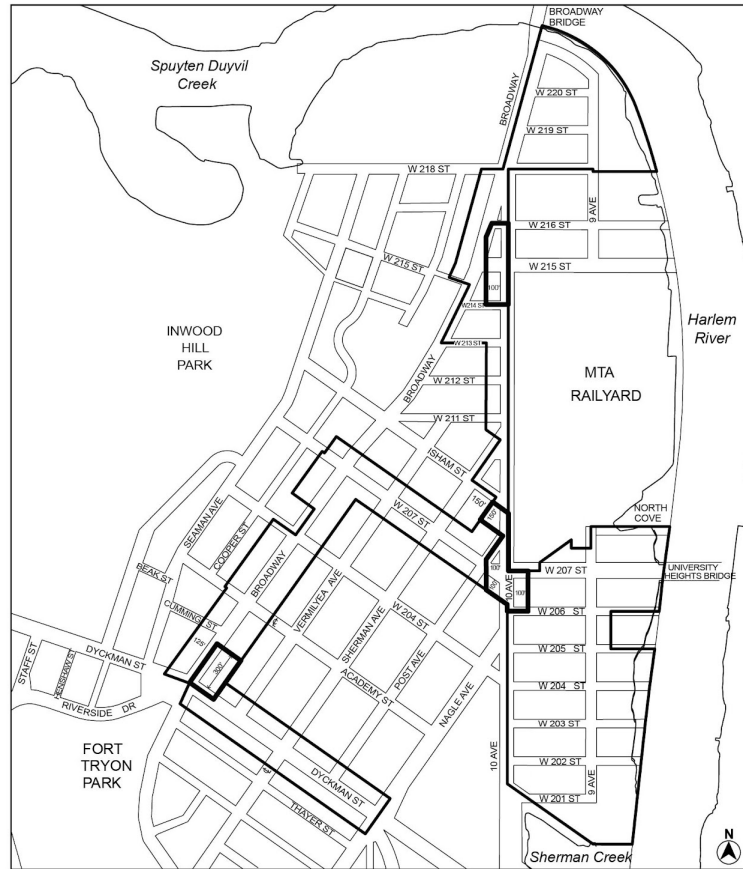 BROADWAY
BRIDGE
Spuyten Duyvil
Creek
BROADWAY
W 220 ST
W 219 ST
W 218 ST
9 AVE
W 216 ST
W 215 ST
W 215 ST
100'
W214 ST
INWOOD
HILL
PARK
Harlem
River
W 213 ST
MTA
RAILYARD
BROADWAY
W 212 ST
W 211 ST
ISHAM ST
150'
150'
W 207 ST
NORTH
COVE
SEAMAN AVE
COOPER ST
BROADWAY
100'
W 207 ST
UNIVERSITY
HEIGHTS BRIDGE
BEAK ST
VERMILYEA AVE
10 AVE
100'
CUMMING ST
W 204 ST
W 206 ST
125'
SHERMAN AVE
W 205 ST
STAFF ST
HENSHAW ST
DYCKMAN ST
300'
POST AVE
ACADEMY ST
NAGLE AVE
W 204 ST
RIVERSIDE DR
W 203 ST
FORT
TRYON
PARK
10 AVE
W 202 ST
DYCKMAN ST
9 AVE
W 201 ST
THAYER ST
Sherman Creek
N